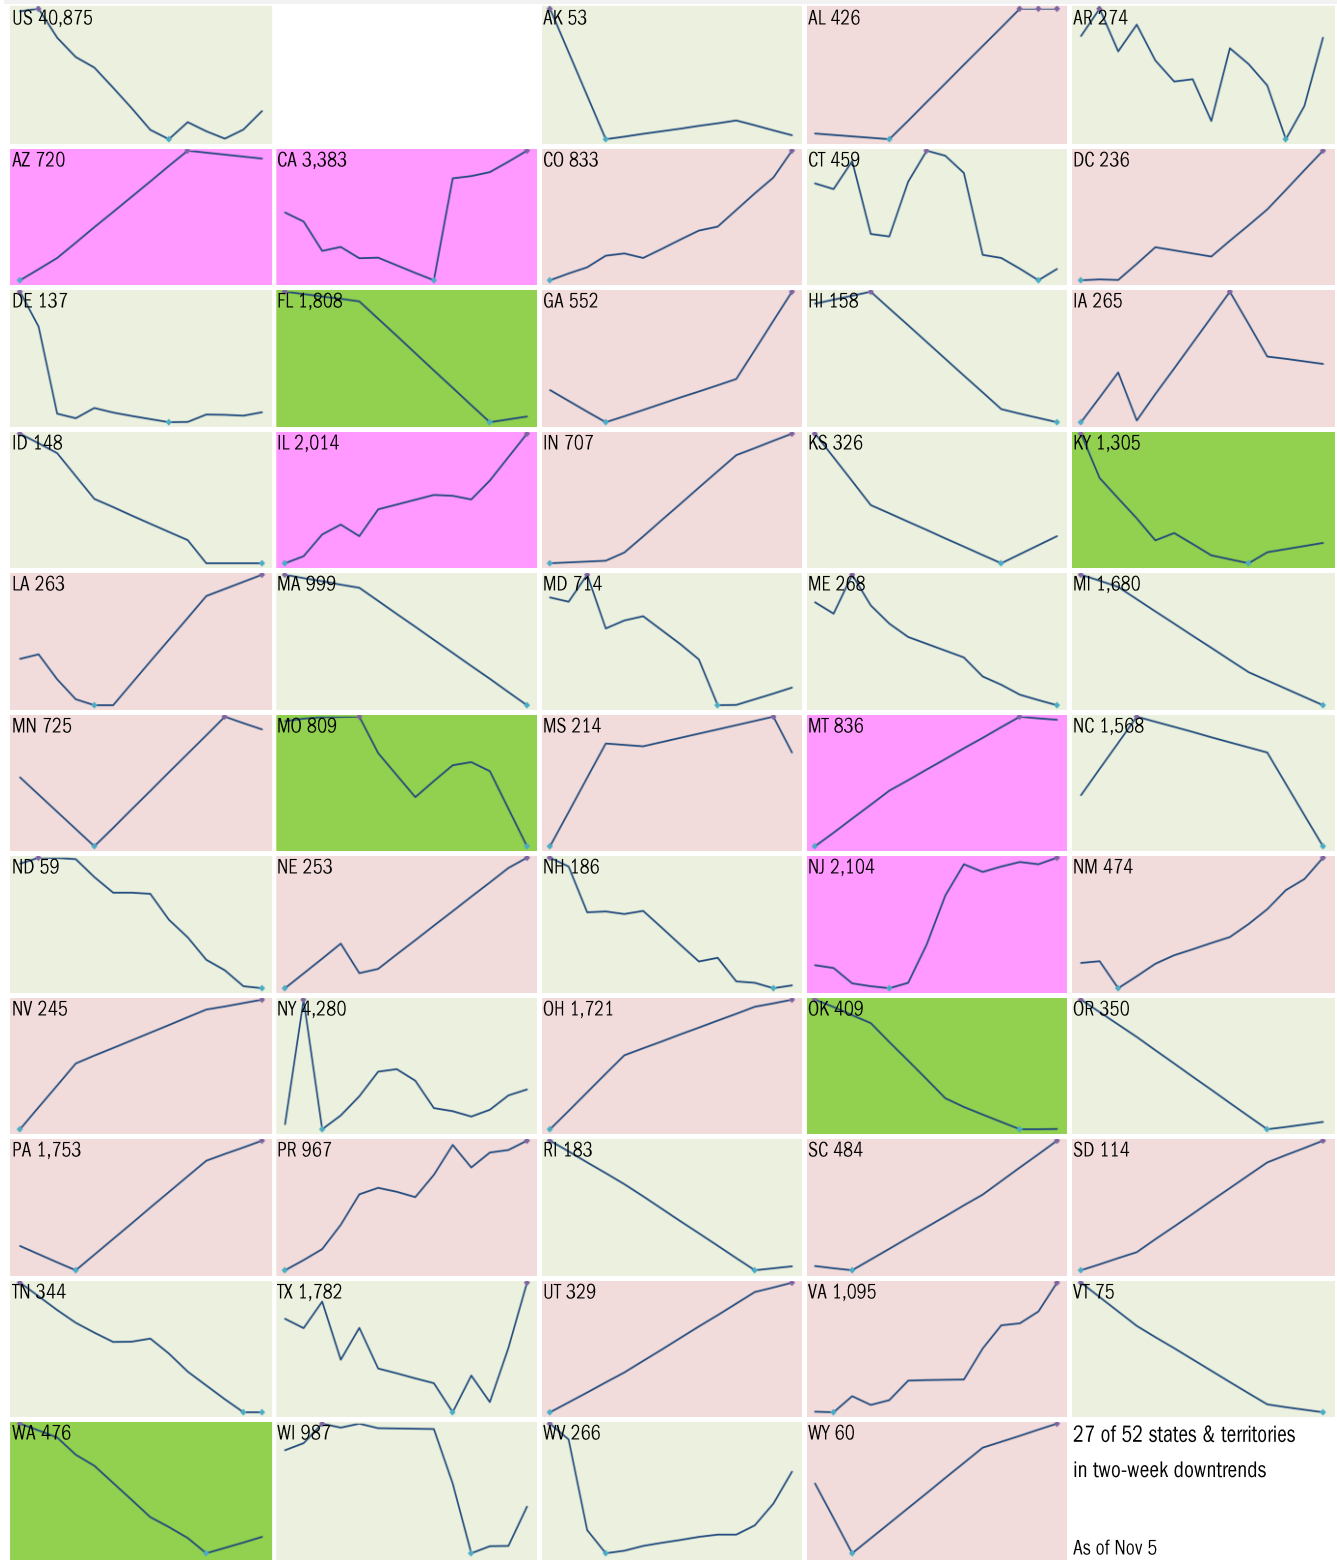 US 40,875
AK 53
AL 426
AR 274
AZ 720
CA 3,383
CO 833
CT 459
DC 236
DE 137
FL 1,808
GA 552
HI 158
IA 265
ID 148
IL 2,014
IN 707
KS 326
KY 1,305
LA 263
MA 999
MD 714
ME 268
MI 1,680
MN 725
MO 809
MS 214
MT 836
NC 1,568
ND 59
NE 253
NH 186
NJ 2,104
NM 474
NV 245
NY 4,280
OH 1,721
OK 409
OR 350
PA 1,753
PR 967
RI 183
SC 484
SD 114
TN 344
TX 1,782
UT 329
VA 1,095
VT 75
WA 476
WI 987
WV 266
WY 60
27 of 52 states & territories
in two-week downtrends
As of Nov 5